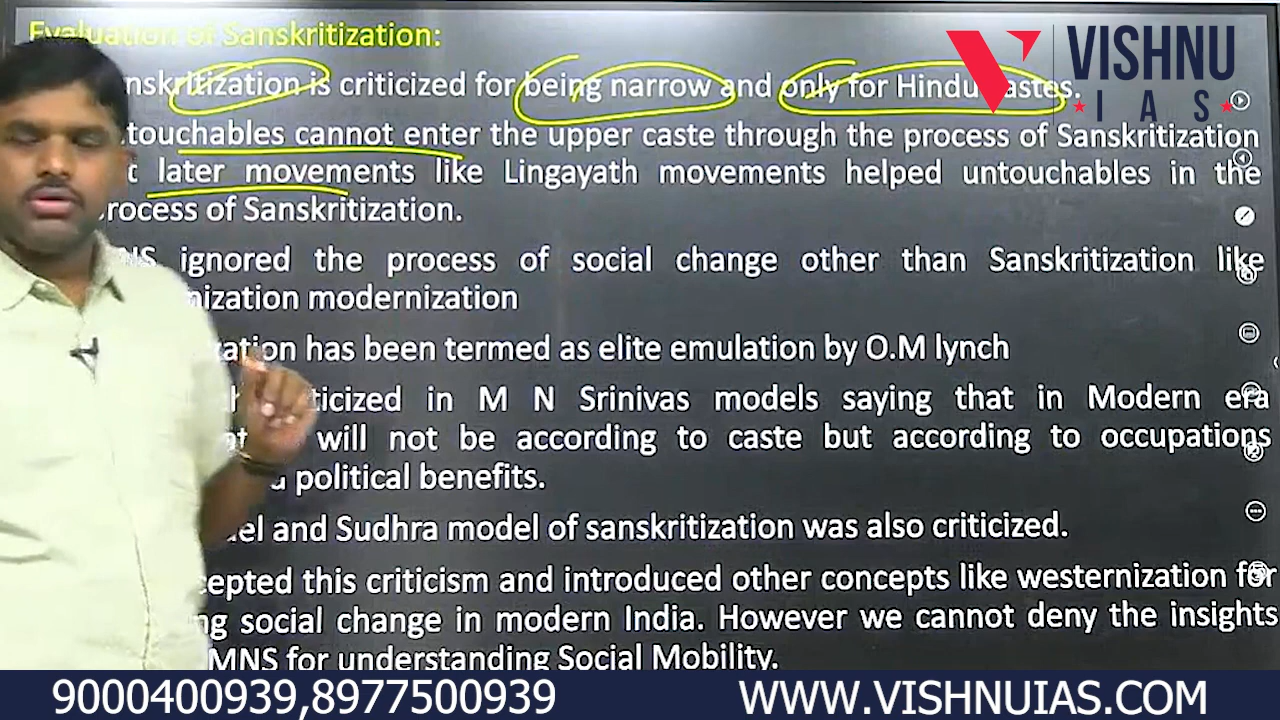 Evaluation of Sanskritization:
nskritization is criticized for being narrow and only for Hindu castes.
touchables cannot enter the upper caste through the process of Sanskritization
t later movements like Lingayath movements helped untouchables in the
rocess of Sanskritization.
NS ignored the process of social change other than Sanskritization like
nization modernization
zation has been termed as elite emulation by O.M lynch
ticized in M N Srinivas models saying that in Modern era
will not be according to caste but according to occupations
political benefits.
del and Sudhra model of sanskritization was also criticized.
cepted this criticism and introduced other concepts like westernization for
ng social change in modern India. However we cannot deny the insights
MNS for understanding Social Mobility.
VISHNU
IAS
9000400939,8977500939
WWW.VISHNUIAS.COM